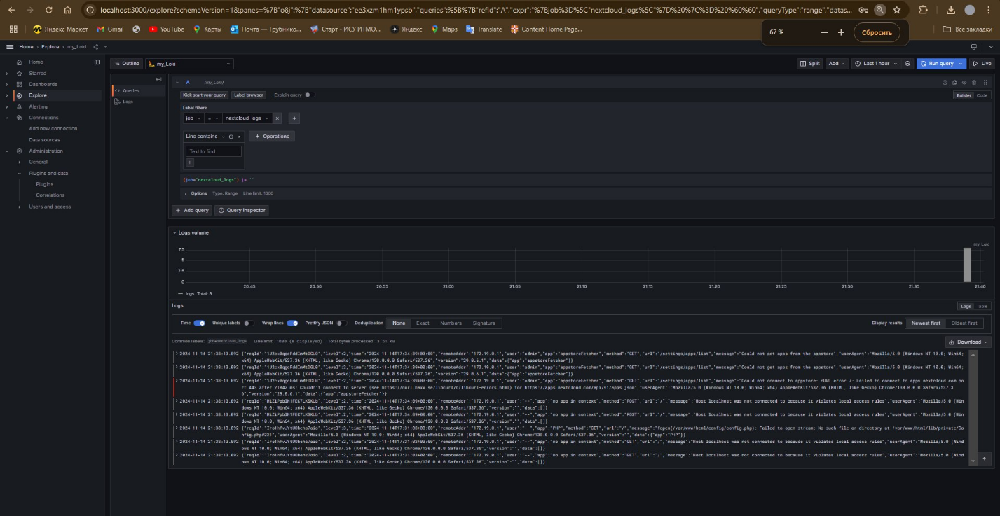 localhost:3000/explore?schemaVersion=1&panes=%7B"o8j":%7B"datasource":"ee3xzm1hm1ypsb","queries":%5B%7B"refId":"A","expr":"%7Bjob%3D%5C"nextcloud_logs%5C"%7D%20%7C%3D%20%60%60","queryType":"range","datas...
Яндекс Маркет Gmail YouTube Карты Почта — Трубнико... Старт - ИСУ ИТМО... Яндекс Maps Translate Content Home Page... Все закладки
67 % Сбросить
Home › Explore › my_Loki
Home
Starred
Dashboards
Explore
Alerting
Connections
Add new connection
Data sources
Administration
General
Plugins and data
Plugins
Correlations
Users and access
Outline my_Loki Split Add Last 1 hour Run query Live
Queries
Logs
A (my_Loki)
Kick start your query Label browser Explain query Builder Code
Label filters
job = nextcloud_logs × +
Line contains × + Operations
Text to find
+
{job="nextcloud_logs"} |= ``
Options Type: Range Line limit: 1000
+ Add query Query inspector
Logs volume
my_Loki
7.5
5
2.5
0
20:45 20:50 20:55 21:00 21:05 21:10 21:15 21:20 21:25 21:30 21:35 21:40
logs Total: 8
Logs Logs Table
Time Unique labels Wrap lines Prettify JSON Deduplication None Exact Numbers Signature Display results Newest first Oldest first
Common labels: job=nextcloud_logs Line limit: 1000 (8 displayed) Total bytes processed: 3.51 kB
Download
> 2024-11-14 21:38:13.092 {"reqId":"1J2cx0qgcFddImMtDGL8","level":2,"time":"2024-11-14T17:34:39+00:00","remoteAddr":"172.19.0.1","user":"admin","app":"appstoreFetcher","method":"GET","url":"/settings/apps/list","message":"Could not get apps from the appstore","userAgent":"Mozilla/5.0 (Windows NT 10.0; Win64;
x64) AppleWebKit/537.36 (KHTML, like Gecko) Chrome/130.0.0.0 Safari/537.36","version":"29.0.6.1","data":{"app":"appstoreFetcher"}}
> 2024-11-14 21:38:13.092 {"reqId":"1J2cx0qgcFddImMtDGL8","level":2,"time":"2024-11-14T17:34:39+00:00","remoteAddr":"172.19.0.1","user":"admin","app":"appstoreFetcher","method":"GET","url":"/settings/apps/list","message":"Could not get apps from the appstore","userAgent":"Mozilla/5.0 (Windows NT 10.0; Win64;
x64) AppleWebKit/537.36 (KHTML, like Gecko) Chrome/130.0.0.0 Safari/537.36","version":"29.0.6.1","data":{"app":"appstoreFetcher"}}
> 2024-11-14 21:38:13.092 {"reqId":"1J2cx0qgcFddImMtDGL8","level":3,"time":"2024-11-14T17:34:39+00:00","remoteAddr":"172.19.0.1","user":"admin","app":"appstoreFetcher","method":"GET","url":"/settings/apps/list","message":"Could not connect to appstore: cURL error 7: Failed to connect to apps.nextcloud.com po
rt 443 after 21042 ms: Couldn't connect to server (see https://curl.haxx.se/libcurl/c/libcurl-errors.html) for https://apps.nextcloud.com/api/v1/apps.json","userAgent":"Mozilla/5.0 (Windows NT 10.0; Win64; x64) AppleWebKit/537.36 (KHTML, like Gecko) Chrome/130.0.0.0 Safari/537.3
6","version":"29.0.6.1","data":{"app":"appstoreFetcher"}}
> 2024-11-14 21:38:13.092 {"reqId":"MiZiPpbIN1FEC7LKSKLb","level":2,"time":"2024-11-14T17:34:09+00:00","remoteAddr":"172.19.0.1","user":"--","app":"no app in context","method":"POST","url":"/","message":"Host localhost was not connected to because it violates local access rules","userAgent":"Mozilla/5.0 (Win
dows NT 10.0; Win64; x64) AppleWebKit/537.36 (KHTML, like Gecko) Chrome/130.0.0.0 Safari/537.36","version":"","data":[]}
> 2024-11-14 21:38:13.092 {"reqId":"MiZiPpbIN1FEC7LKSKLb","level":2,"time":"2024-11-14T17:34:09+00:00","remoteAddr":"172.19.0.1","user":"--","app":"no app in context","method":"POST","url":"/","message":"Host localhost was not connected to because it violates local access rules","userAgent":"Mozilla/5.0 (Win
dows NT 10.0; Win64; x64) AppleWebKit/537.36 (KHTML, like Gecko) Chrome/130.0.0.0 Safari/537.36","version":"","data":[]}
> 2024-11-14 21:38:13.092 {"reqId":"Iro1hfvJYtUGhehs7oio","level":2,"time":"2024-11-14T17:31:03+00:00","remoteAddr":"172.19.0.1","user":"--","app":"PHP","method":"GET","url":"/","message":"fopen(/var/www/html/config/config.php): Failed to open stream: No such file or directory at /var/www/html/lib/private/Co
nfig.php#221","userAgent":"Mozilla/5.0 (Windows NT 10.0; Win64; x64) AppleWebKit/537.36 (KHTML, like Gecko) Chrome/130.0.0.0 Safari/537.36","version":"","data":{"app":"PHP"}}
> 2024-11-14 21:38:13.092 {"reqId":"Iro1hfvJYtUGhehs7oio","level":2,"time":"2024-11-14T17:31:03+00:00","remoteAddr":"172.19.0.1","user":"--","app":"no app in context","method":"GET","url":"/","message":"Host localhost was not connected to because it violates local access rules","userAgent":"Mozilla/5.0 (Wind
ows NT 10.0; Win64; x64) AppleWebKit/537.36 (KHTML, like Gecko) Chrome/130.0.0.0 Safari/537.36","version":"","data":[]}
> 2024-11-14 21:38:13.092 {"reqId":"Iro1hfvJYtUGhehs7oio","level":2,"time":"2024-11-14T17:31:03+00:00","remoteAddr":"172.19.0.1","user":"--","app":"no app in context","method":"GET","url":"/","message":"Host localhost was not connected to because it violates local access rules","userAgent":"Mozilla/5.0 (Wind
ows NT 10.0; Win64; x64) AppleWebKit/537.36 (KHTML, like Gecko) Chrome/130.0.0.0 Safari/537.36","version":"","data":[]}